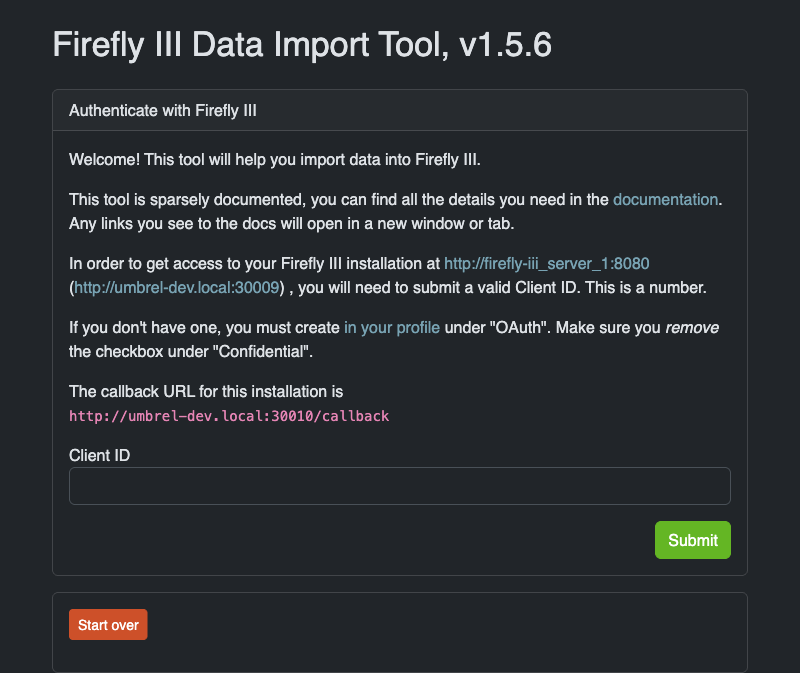 Firefly III Data Import Tool, v1.5.6
Authenticate with Firefly III
Welcome! This tool will help you import data into Firefly III.
This tool is sparsely documented, you can find all the details you need in the documentation.
Any links you see to the docs will open in a new window or tab.
In order to get access to your Firefly III installation at http://firefly-iii_server_1:8080
(http://umbrel-dev.local:30009) , you will need to submit a valid Client ID. This is a number.
If you don't have one, you must create in your profile under "OAuth". Make sure you remove
the checkbox under "Confidential".
The callback URL for this installation is
http://umbrel-dev.local:30010/callback
Client ID
Submit
Start over